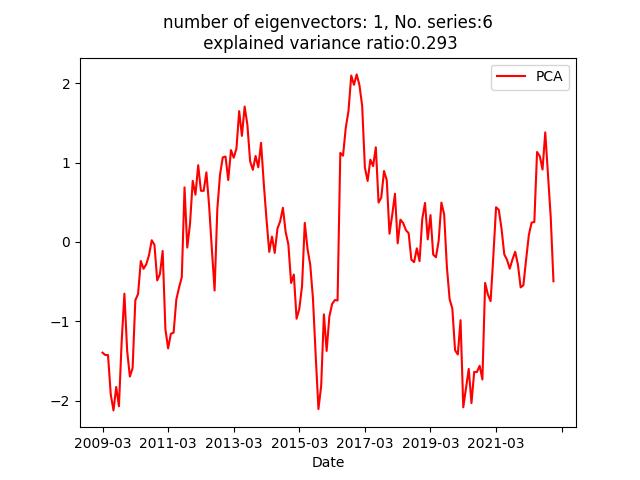 number of eigenvectors: 1, No. series:6
explained variance ratio:0.293
PCA
2
1
0
−1
−2
2009-03 2011-03 2013-03 2015-03 2017-03 2019-03 2021-03
Date